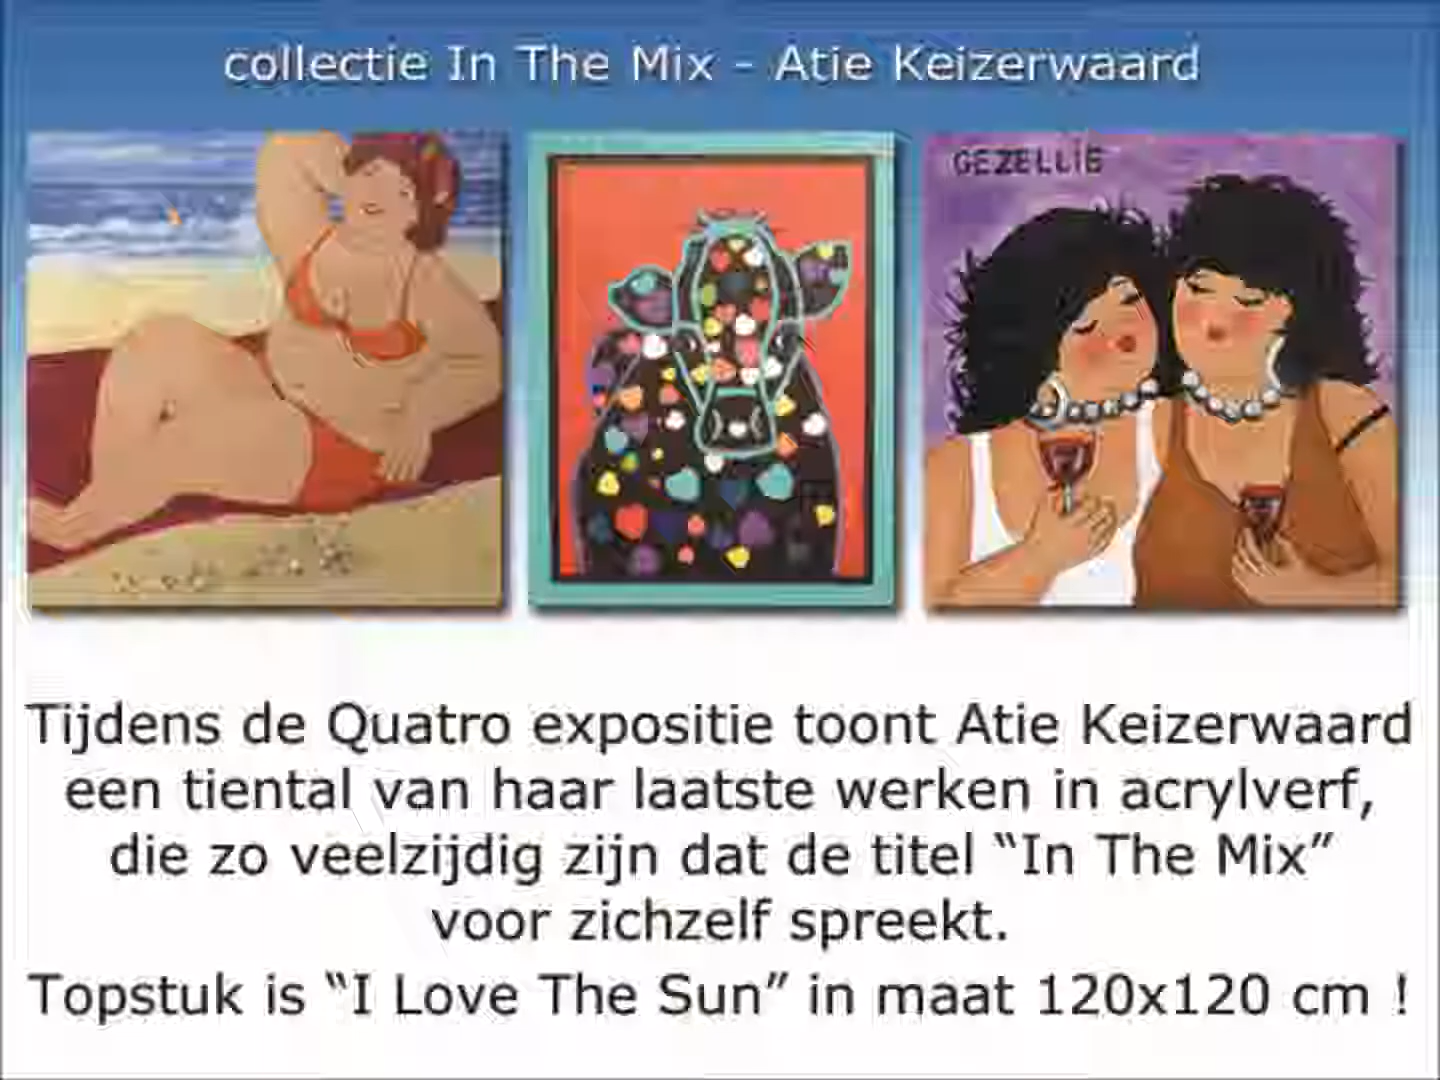 collectie In The Mix - Atie Keizerwaard
GEZELLIE
Tijdens de Quatro expositie toont Atie Keizerwaard
een tiental van haar laatste werken in acrylverf,
die zo veelzijdig zijn dat de titel “In The Mix”
voor zichzelf spreekt.
Topstuk is “I Love The Sun” in maat 120x120 cm !